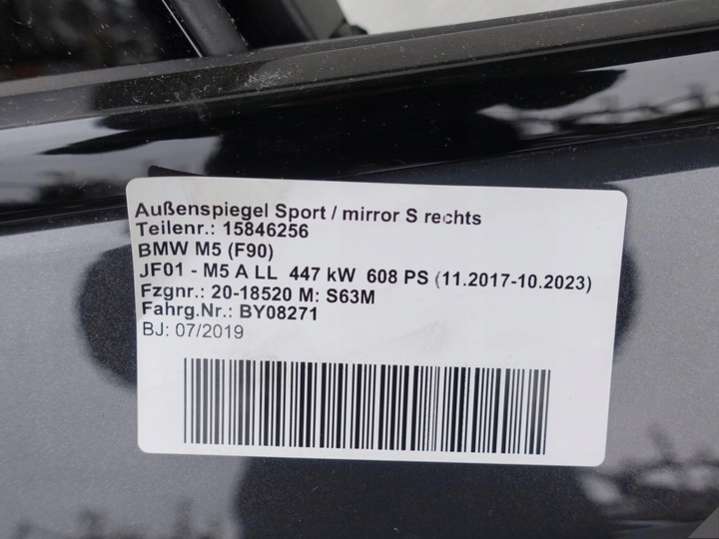 Außenspiegel Sport / mirror S rechts
Teilenr.: 15846256
BMW M5 (F90)
JF01 - M5 A LL 447 kW 608 PS (11.2017-10.2023)
Fzgnr.: 20-18520 M: S63M
Fahrg.Nr.: BY08271
BJ: 07/2019